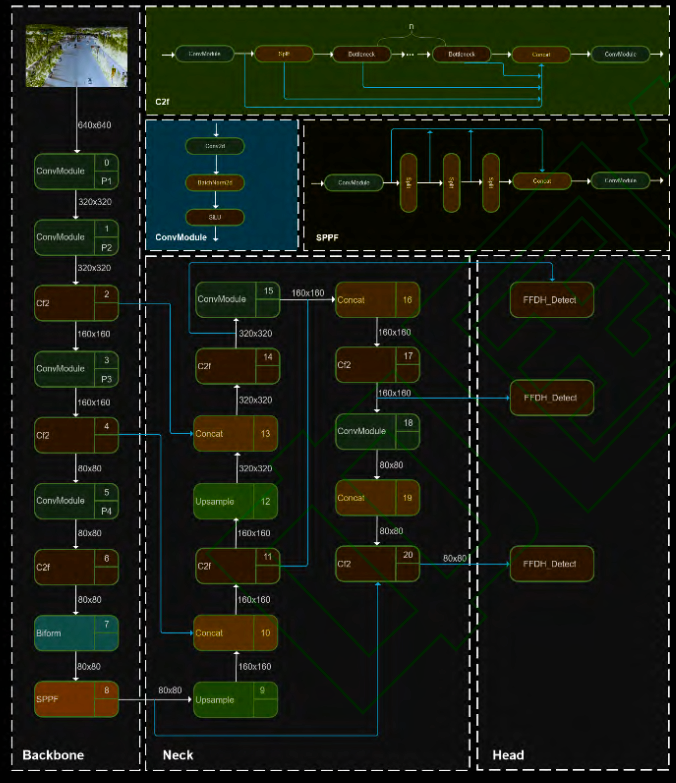 640x640
ConvModule 0 P1
320x320
ConvModule 1 P2
320x320
Cf2 2
160x160
ConvModule 3 P3
160x160
Cf2 4
80x80
ConvModule 5 P4
80x80
C2f 6
80x80
Biform 7
80x80
SPPF 8
Backbone
n
ConvModule Split Bottleneck ... Bottleneck Concat ConvModule
C2f
Conv2d
BatchNorm2d
SiLU
ConvModule
ConvModule Split Split Split Concat ConvModule
SPPF
ConvModule 15
160x160
Concat 16
320x320
160x160
C2f 14
Cf2 17
320x320
160x160
Concat 13
ConvModule 18
320x320
80x80
Upsample 12
Concat 19
160x160
80x80
C2f 11
Cf2 20
80x80
160x160
Concat 10
160x160
80x80
Upsample 9
Neck
FFDH_Detect
FFDH_Detect
FFDH_Detect
Head